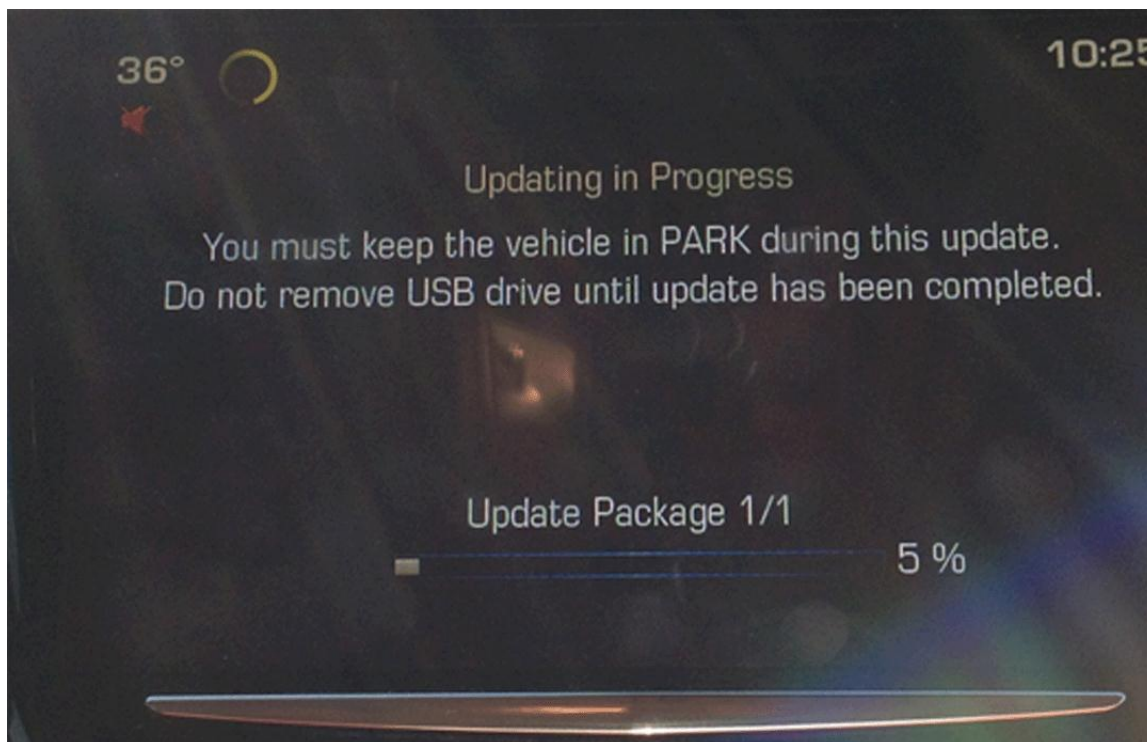 36° 10:25
Updating in Progress
You must keep the vehicle in PARK during this update.
Do not remove USB drive until update has been completed.
Update Package 1/1
5 %